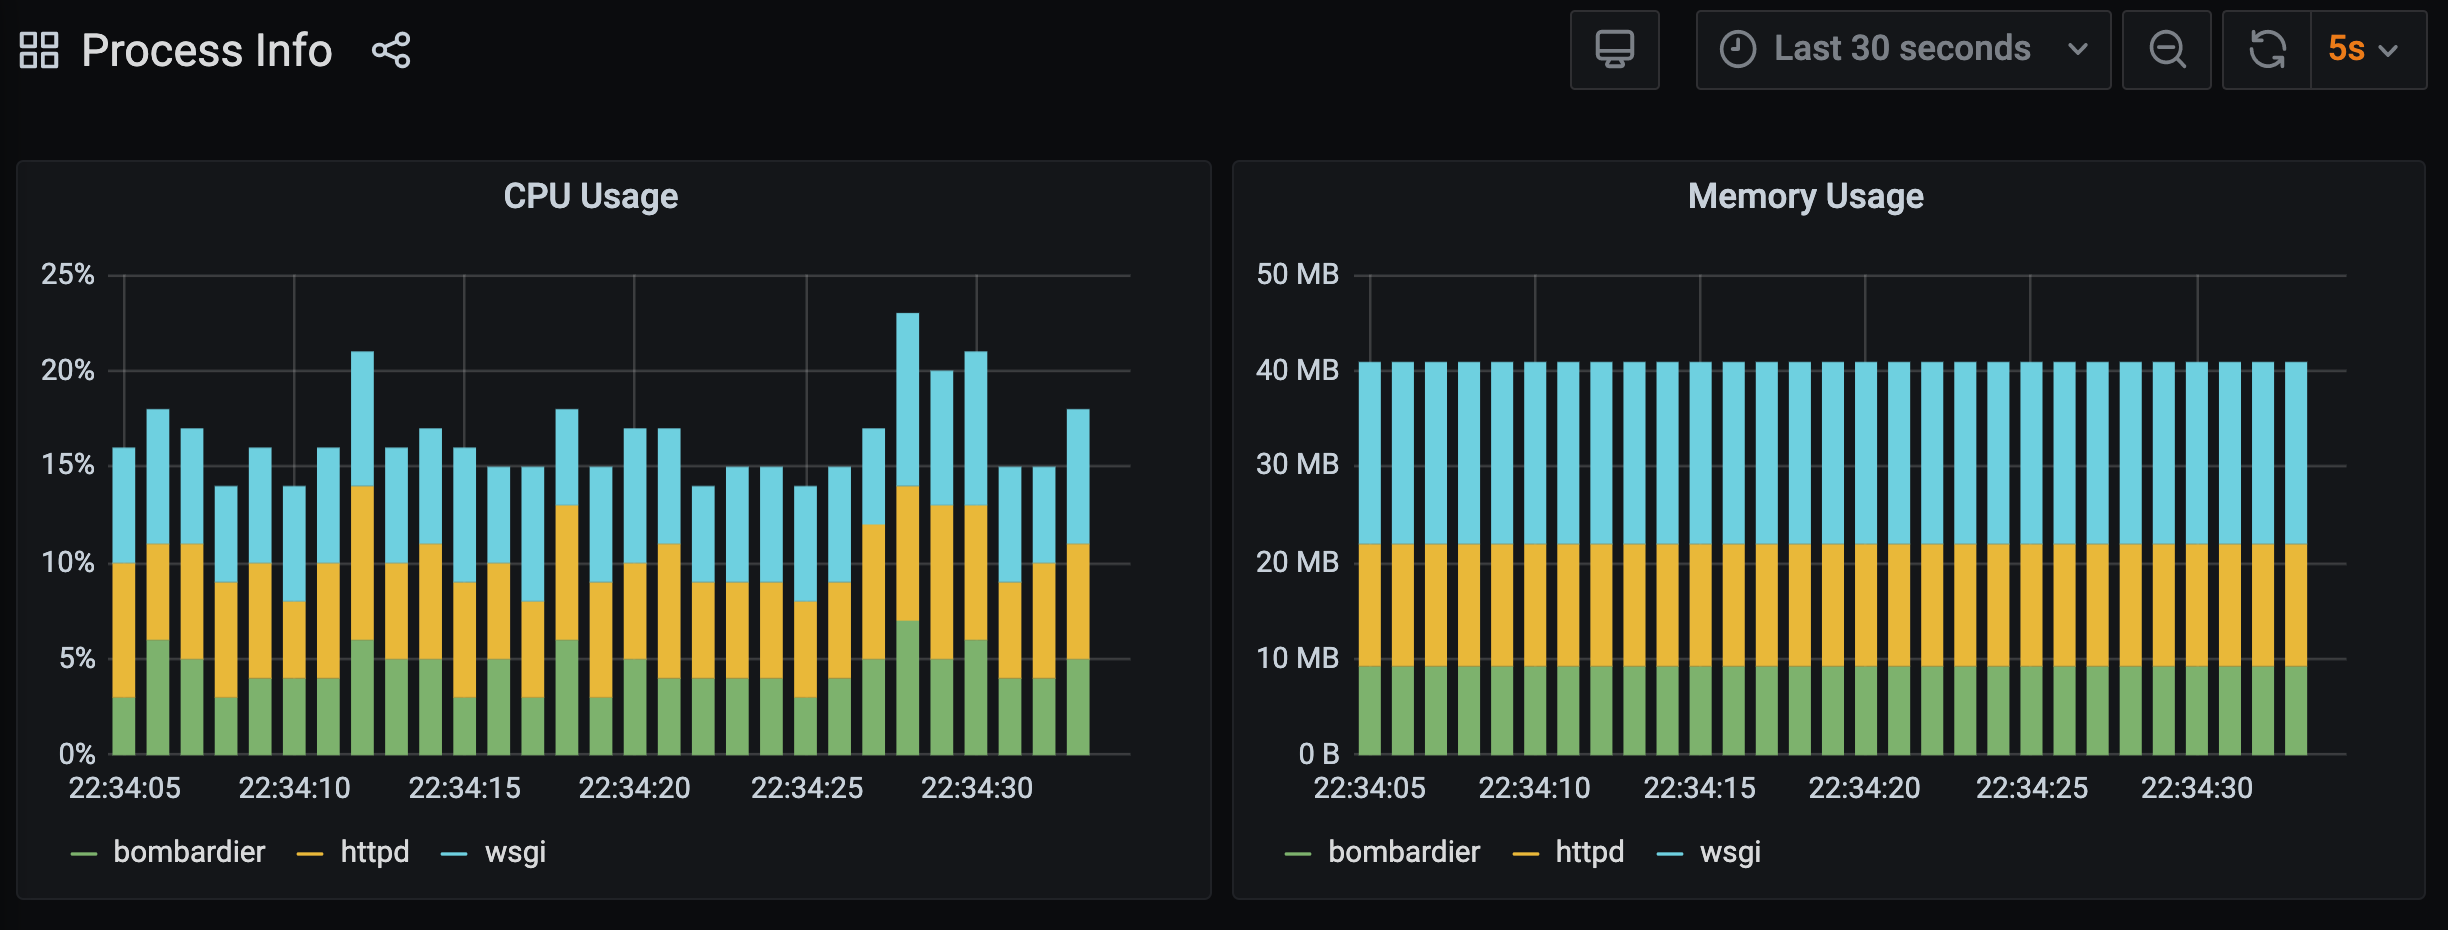 Process Info
Last 30 seconds
5s
CPU Usage
25%
20%
15%
10%
5%
0%
22:34:05 22:34:10 22:34:15 22:34:20 22:34:25 22:34:30
bombardier httpd wsgi
Memory Usage
50 MB
40 MB
30 MB
20 MB
10 MB
0 B
22:34:05 22:34:10 22:34:15 22:34:20 22:34:25 22:34:30
bombardier httpd wsgi